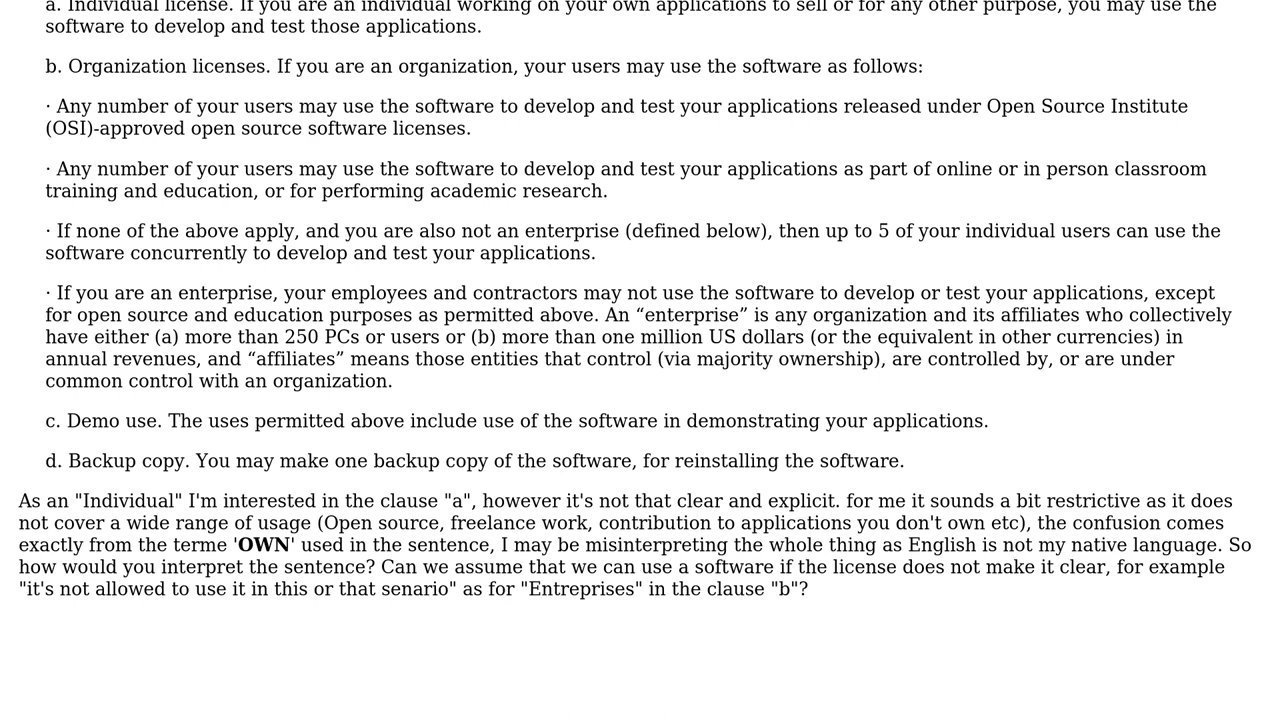 a. Individual license. If you are an individual working on your own applications to sell or for any other purpose, you may use the
software to develop and test those applications.
b. Organization licenses. If you are an organization, your users may use the software as follows:
· Any number of your users may use the software to develop and test your applications released under Open Source Institute
(OSI)-approved open source software licenses.
· Any number of your users may use the software to develop and test your applications as part of online or in person classroom
training and education, or for performing academic research.
· If none of the above apply, and you are also not an enterprise (defined below), then up to 5 of your individual users can use the
software concurrently to develop and test your applications.
· If you are an enterprise, your employees and contractors may not use the software to develop or test your applications, except
for open source and education purposes as permitted above. An “enterprise” is any organization and its affiliates who collectively
have either (a) more than 250 PCs or users or (b) more than one million US dollars (or the equivalent in other currencies) in
annual revenues, and “affiliates” means those entities that control (via majority ownership), are controlled by, or are under
common control with an organization.
c. Demo use. The uses permitted above include use of the software in demonstrating your applications.
d. Backup copy. You may make one backup copy of the software, for reinstalling the software.
As an "Individual" I'm interested in the clause "a", however it's not that clear and explicit. for me it sounds a bit restrictive as it does
not cover a wide range of usage (Open source, freelance work, contribution to applications you don't own etc), the confusion comes
exactly from the terme 'OWN' used in the sentence, I may be misinterpreting the whole thing as English is not my native language. So
how would you interpret the sentence? Can we assume that we can use a software if the license does not make it clear, for example
"it's not allowed to use it in this or that senario" as for "Entreprises" in the clause "b"?